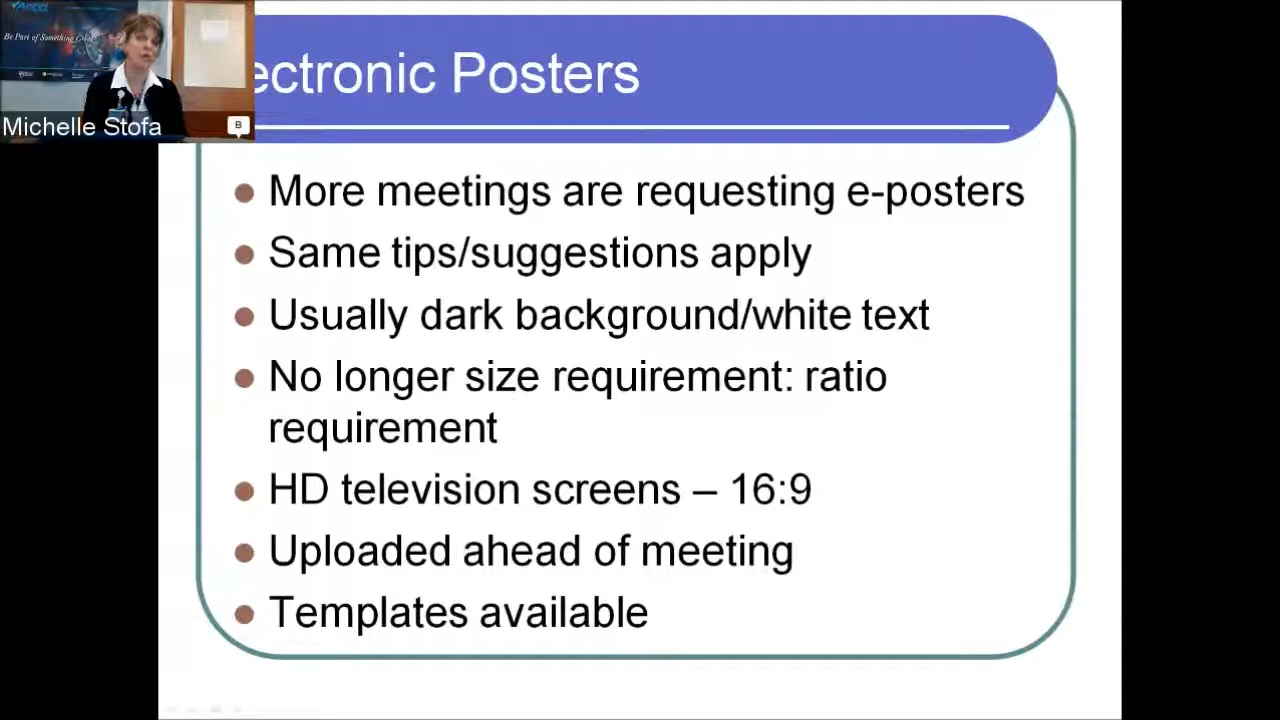 Be Part of Something Great
Michelle Stofa
B
ectronic Posters
More meetings are requesting e-posters
Same tips/suggestions apply
Usually dark background/white text
No longer size requirement: ratio
requirement
HD television screens – 16:9
Uploaded ahead of meeting
Templates available